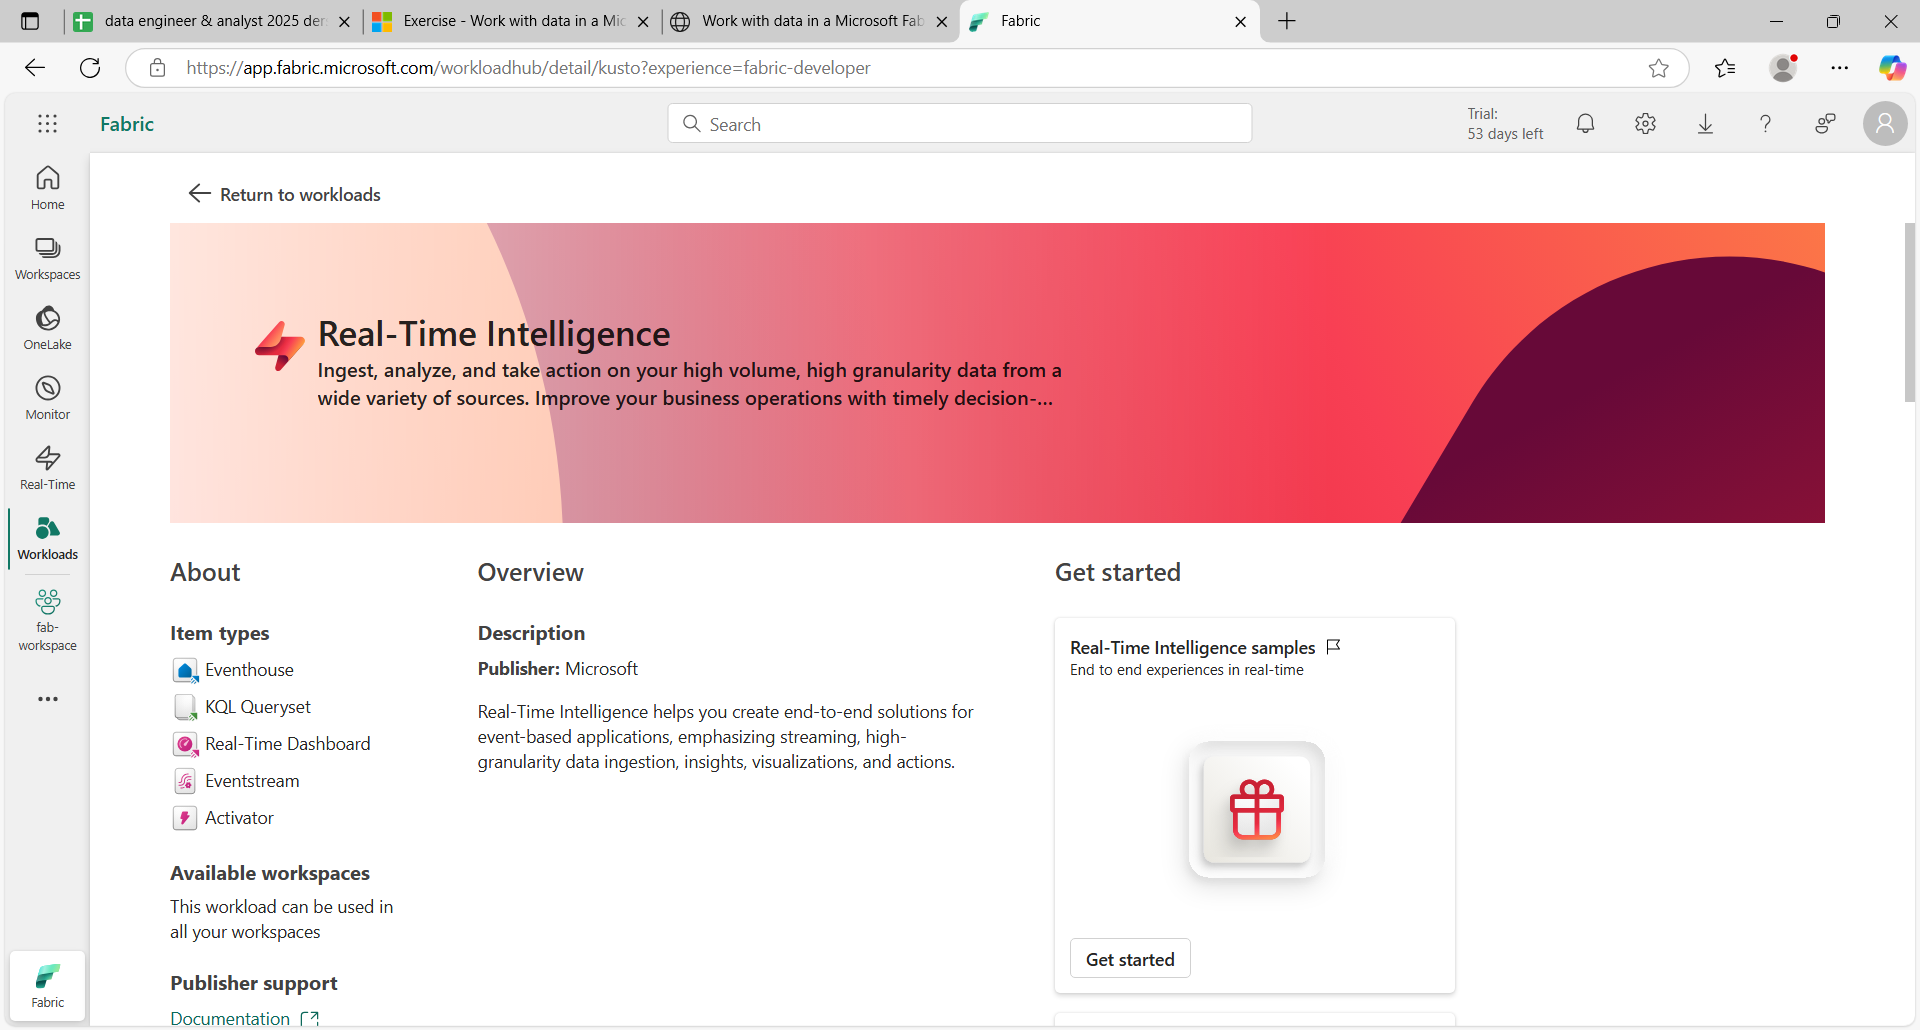 data engineer & analyst 2025 der
Exercise - Work with data in a Mic
Work with data in a Microsoft Fab
Fabric
https://app.fabric.microsoft.com/workloadhub/detail/kusto?experience=fabric-developer
Fabric
Search
Trial:
53 days left
Home
Workspaces
OneLake
Monitor
Real-Time
Workloads
fab-
workspace
Fabric
Return to workloads
Real-Time Intelligence
Ingest, analyze, and take action on your high volume, high granularity data from a
wide variety of sources. Improve your business operations with timely decision-...
About
Item types
Eventhouse
KQL Queryset
Real-Time Dashboard
Eventstream
Activator
Available workspaces
This workload can be used in
all your workspaces
Publisher support
Documentation
Overview
Description
Publisher: Microsoft
Real-Time Intelligence helps you create end-to-end solutions for
event-based applications, emphasizing streaming, high-
granularity data ingestion, insights, visualizations, and actions.
Get started
Real-Time Intelligence samples
End to end experiences in real-time
Get started